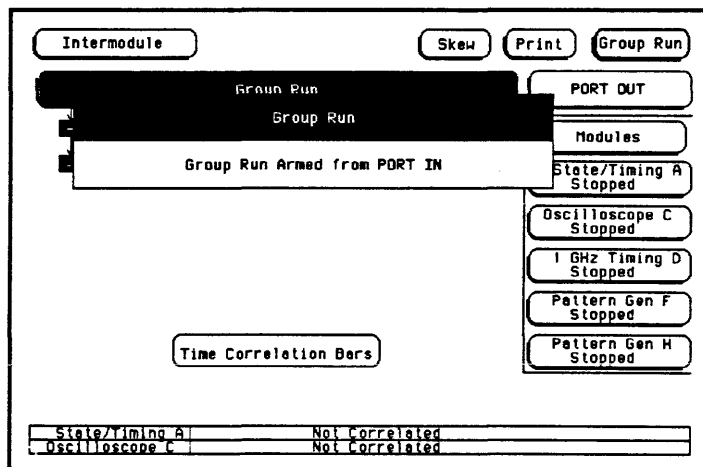 Intermodule
Skew
Print
Group Run
Group Run
PORT OUT
Group Run
Group Run Armed from PORT IN
Modules
State/Timing A
Stopped
Oscilloscope C
Stopped
1 GHz Timing D
Stopped
Pattern Gen F
Stopped
Pattern Gen H
Stopped
Time Correlation Bars
State/Timing A Not Correlated
Oscilloscope C Not Correlated